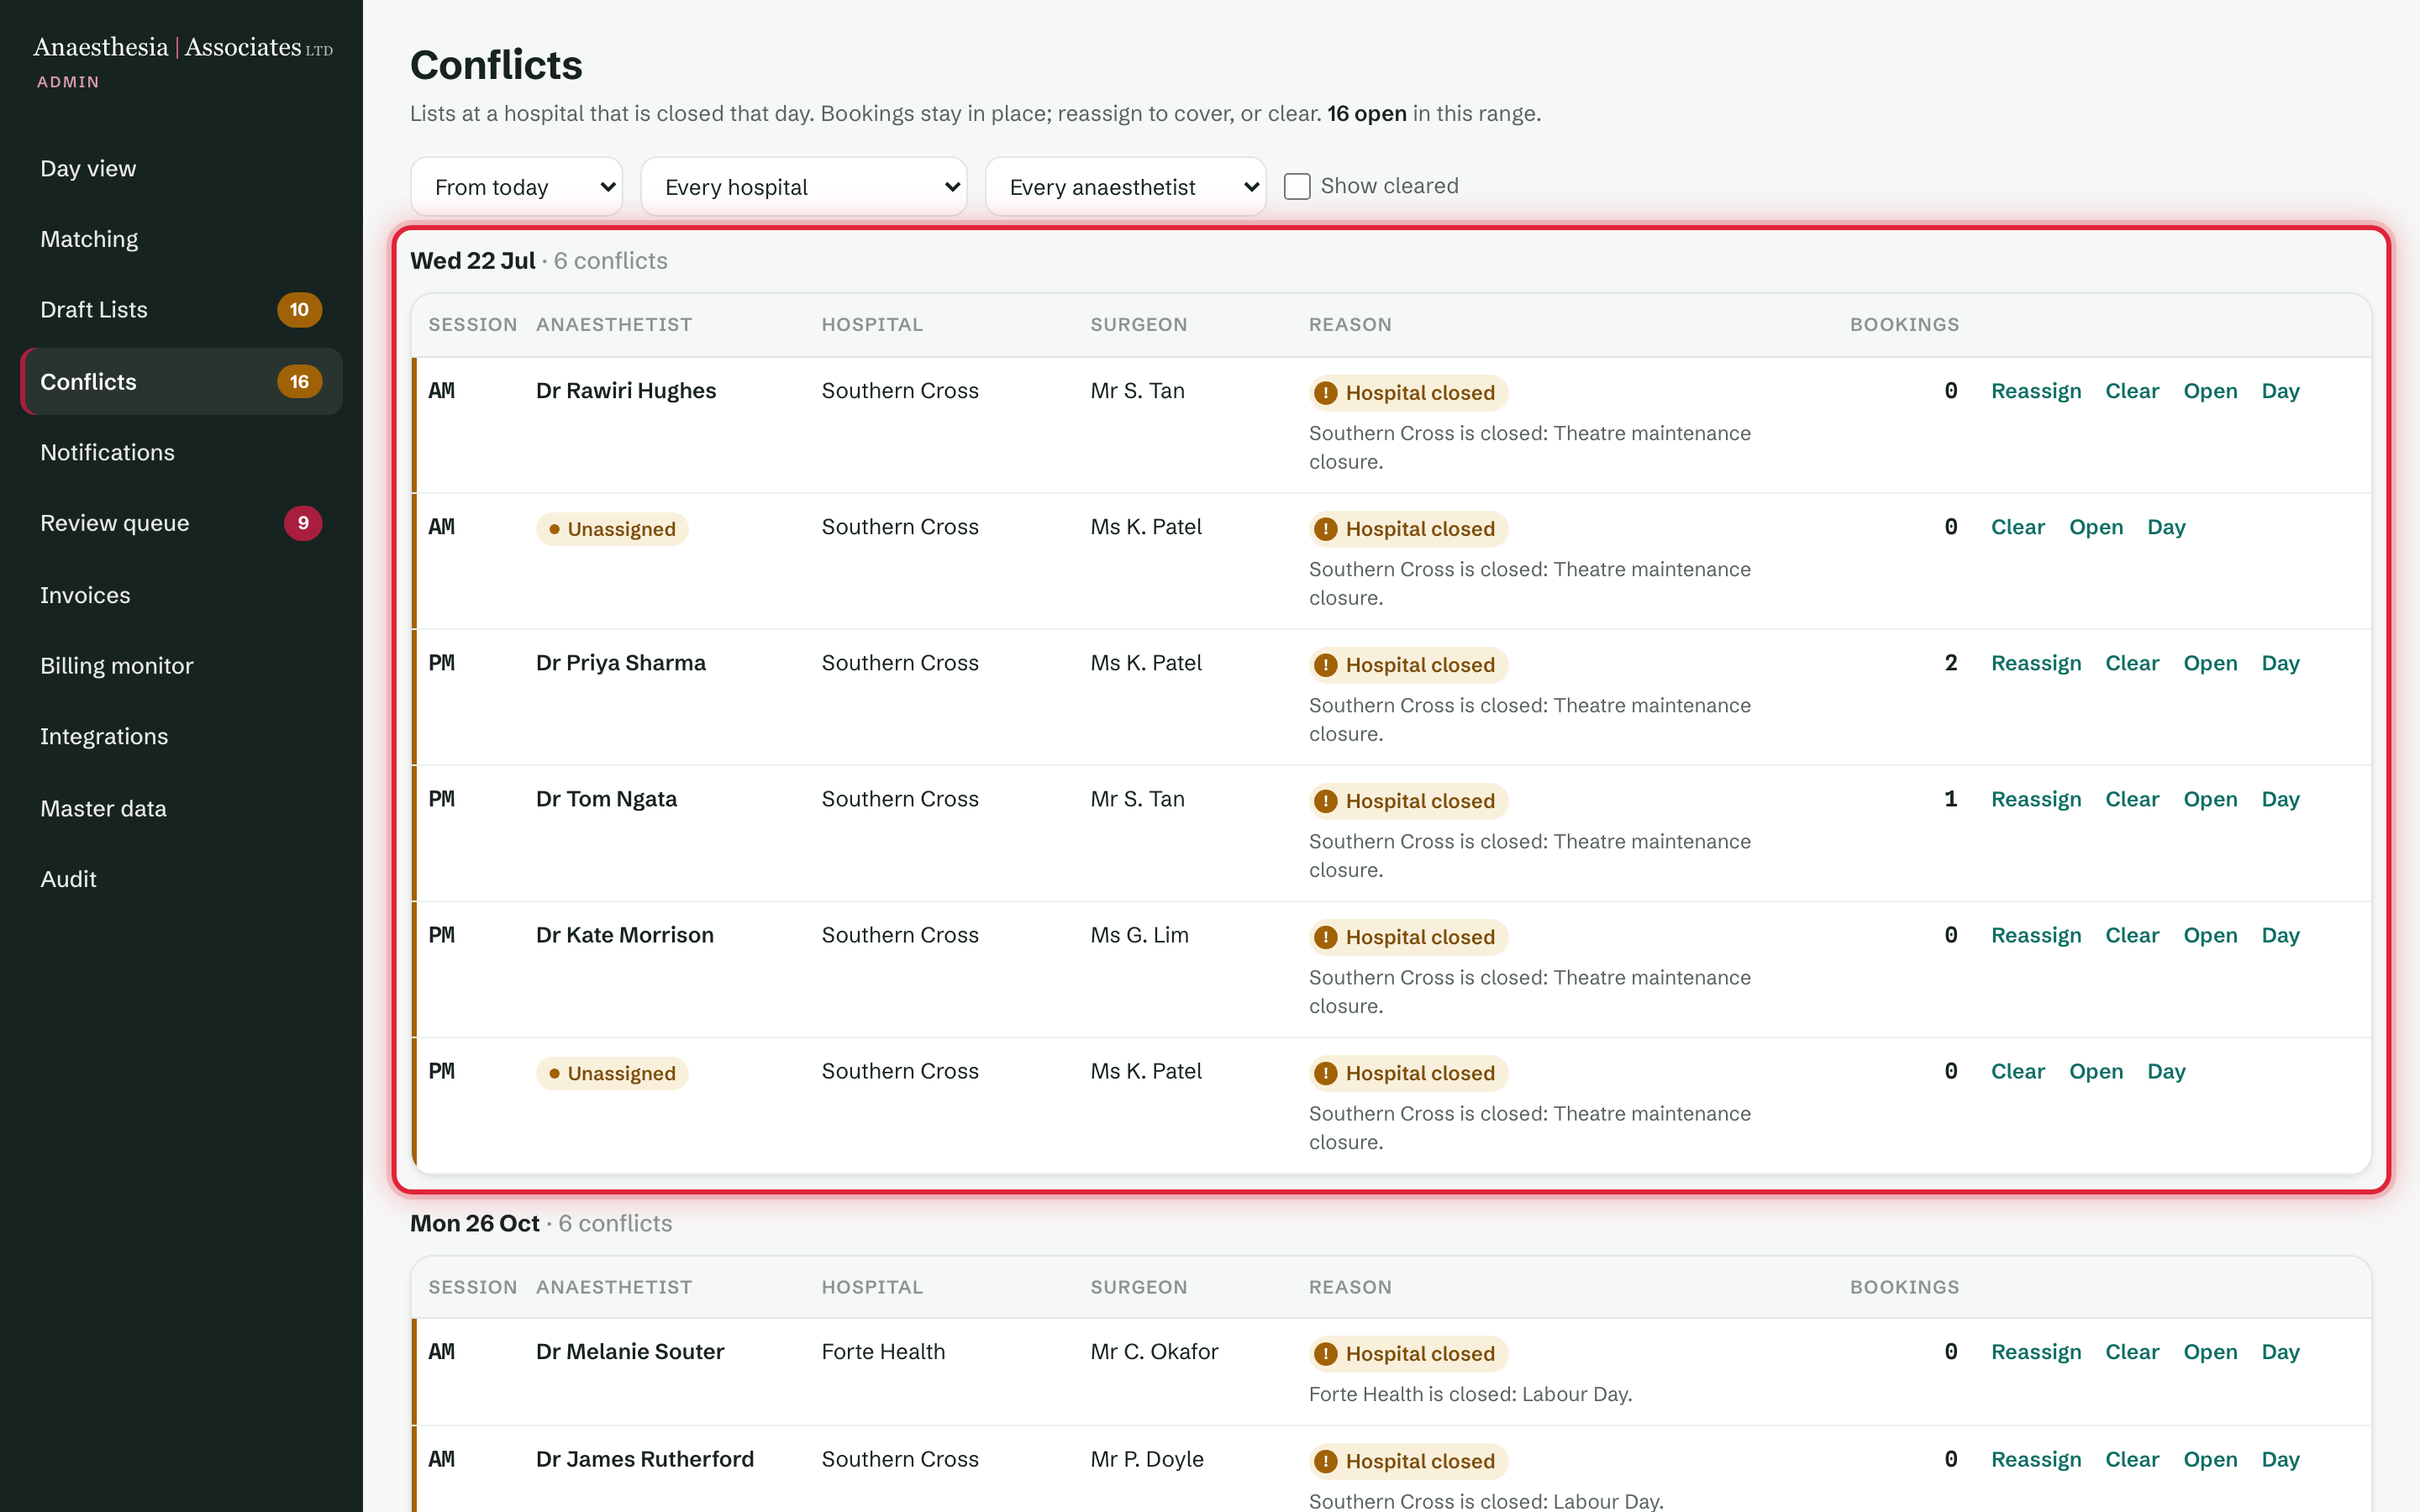 Anaesthesia | Associates LTD
ADMIN
Day view
Matching
Draft Lists 10
Conflicts 16
Notifications
Review queue 9
Invoices
Billing monitor
Integrations
Master data
Audit
Conflicts
Lists at a hospital that is closed that day. Bookings stay in place; reassign to cover, or clear. 16 open in this range.
From today Every hospital Every anaesthetist Show cleared
Wed 22 Jul · 6 conflicts
SESSION ANAESTHETIST HOSPITAL SURGEON REASON BOOKINGS
AM Dr Rawiri Hughes Southern Cross Mr S. Tan ! Hospital closed 0 Reassign Clear Open Day
Southern Cross is closed: Theatre maintenance
closure.
AM Unassigned Southern Cross Ms K. Patel ! Hospital closed 0 Clear Open Day
Southern Cross is closed: Theatre maintenance
closure.
PM Dr Priya Sharma Southern Cross Ms K. Patel ! Hospital closed 2 Reassign Clear Open Day
Southern Cross is closed: Theatre maintenance
closure.
PM Dr Tom Ngata Southern Cross Mr S. Tan ! Hospital closed 1 Reassign Clear Open Day
Southern Cross is closed: Theatre maintenance
closure.
PM Dr Kate Morrison Southern Cross Ms G. Lim ! Hospital closed 0 Reassign Clear Open Day
Southern Cross is closed: Theatre maintenance
closure.
PM Unassigned Southern Cross Ms K. Patel ! Hospital closed 0 Clear Open Day
Southern Cross is closed: Theatre maintenance
closure.
Mon 26 Oct · 6 conflicts
SESSION ANAESTHETIST HOSPITAL SURGEON REASON BOOKINGS
AM Dr Melanie Souter Forte Health Mr C. Okafor ! Hospital closed 0 Reassign Clear Open Day
Forte Health is closed: Labour Day.
AM Dr James Rutherford Southern Cross Mr P. Doyle ! Hospital closed 0 Reassign Clear Open Day
Southern Cross is closed: Labour Day.